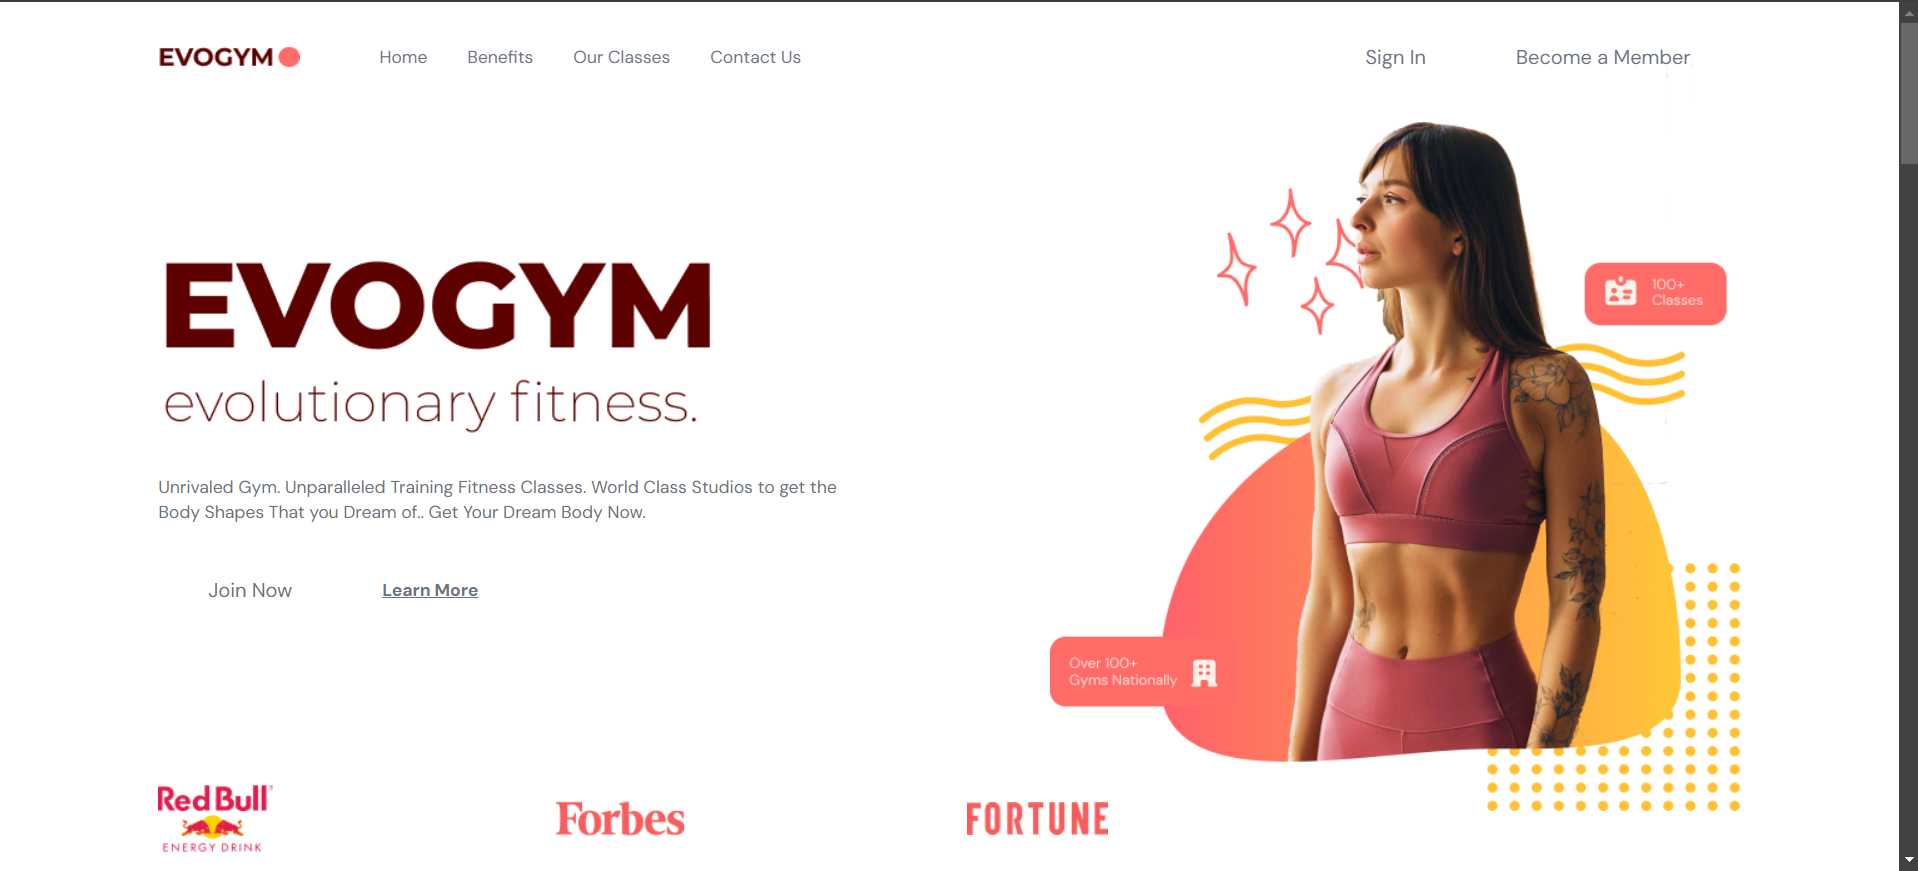 EVOGYM
Home
Benefits
Our Classes
Contact Us
Sign In
Become a Member
EVOGYM
evolutionary fitness.
Unrivaled Gym. Unparalleled Training Fitness Classes. World Class Studios to get the
Body Shapes That you Dream of.. Get Your Dream Body Now.
Join Now
Learn More
100+
Classes
Over 100+
Gyms Nationally
Red Bull
ENERGY DRINK
Forbes
FORTUNE